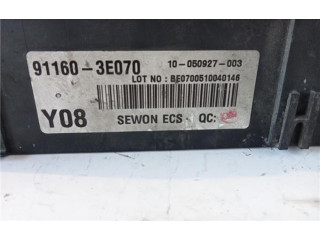 91160-3E070 10-050927-003
LOT NO : BE0700510040146
Y08 SEWON ECS QC: